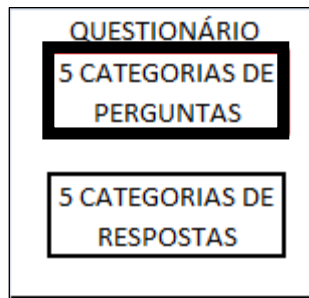 QUESTIONÁRIO
5 CATEGORIAS DE
PERGUNTAS
5 CATEGORIAS DE
RESPOSTAS